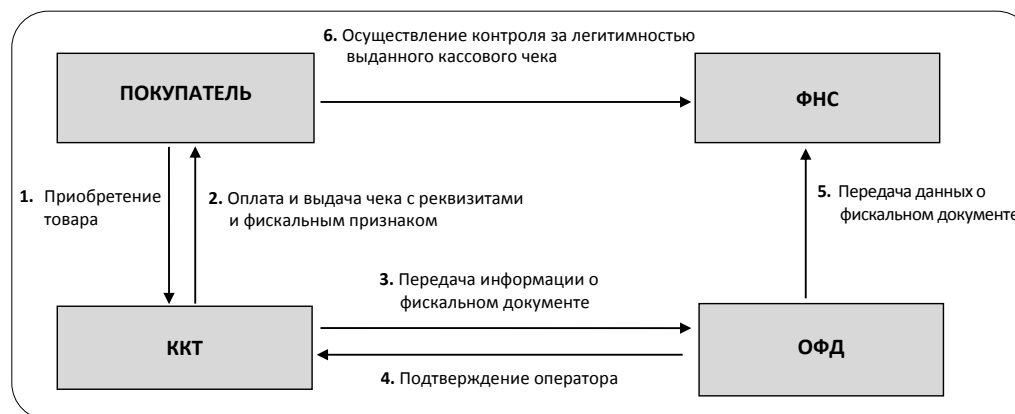 6. Осуществление контроля за легитимностью
выданного кассового чека
ПОКУПАТЕЛЬ
ФНС
1. Приобретение
товара
2. Оплата и выдача чека с реквизитами
и фискальным признаком
5. Передача данных о
фискальном документе
3. Передача информации о
фискальном документе
ККТ
ОФД
4. Подтверждение оператора